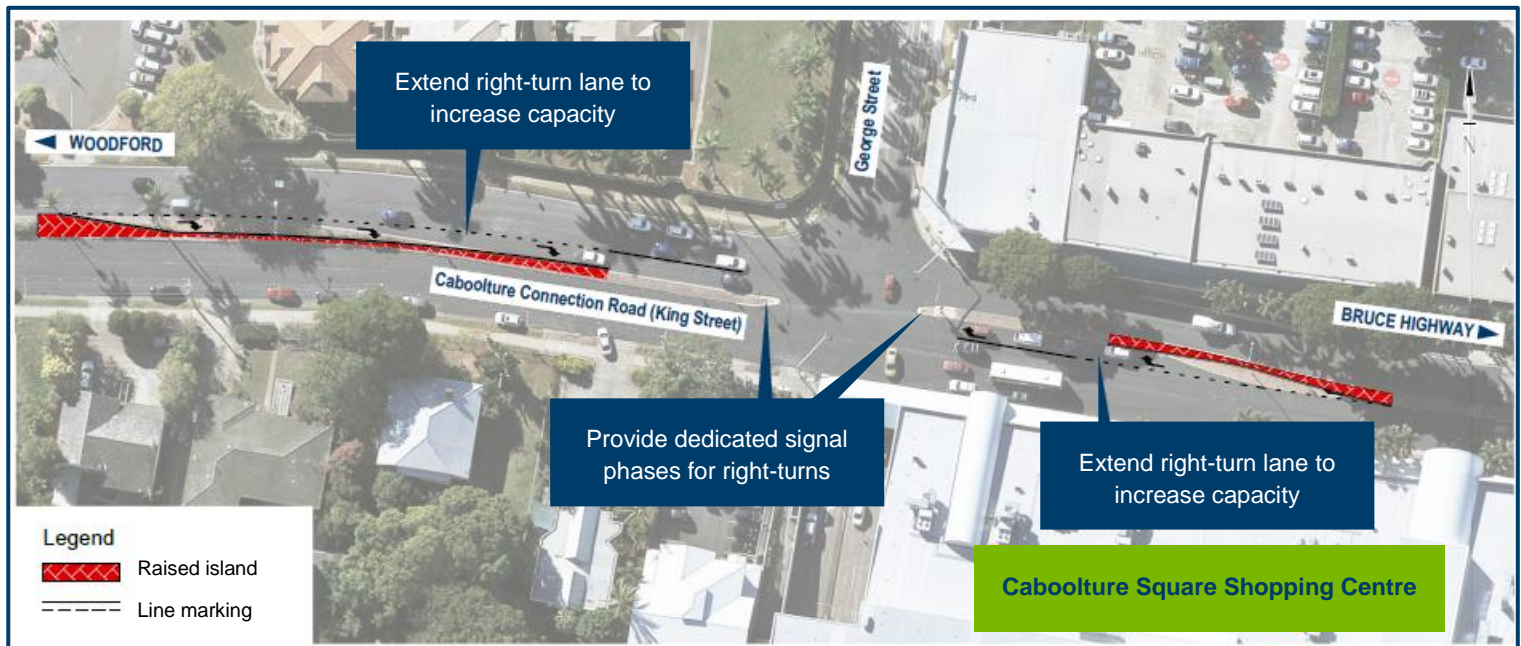 Extend right-turn lane to
increase capacity
George Street
WOODFORD
N
Caboolture Connection Road (King Street)
BRUCE HIGHWAY
Provide dedicated signal
phases for right-turns
Extend right-turn lane to
increase capacity
Caboolture Square Shopping Centre
Legend
Raised island
Line marking